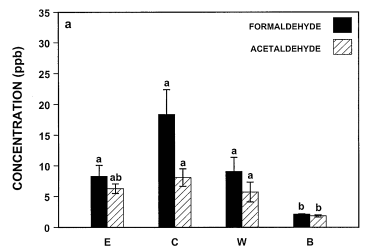 a
FORMALDEHYDE
ACETALDEHYDE
CONCENTRATION (ppb)
35
30
25
20
15
10
5
0
a
ab
a
a
a
a
b
b
E
C
W
B